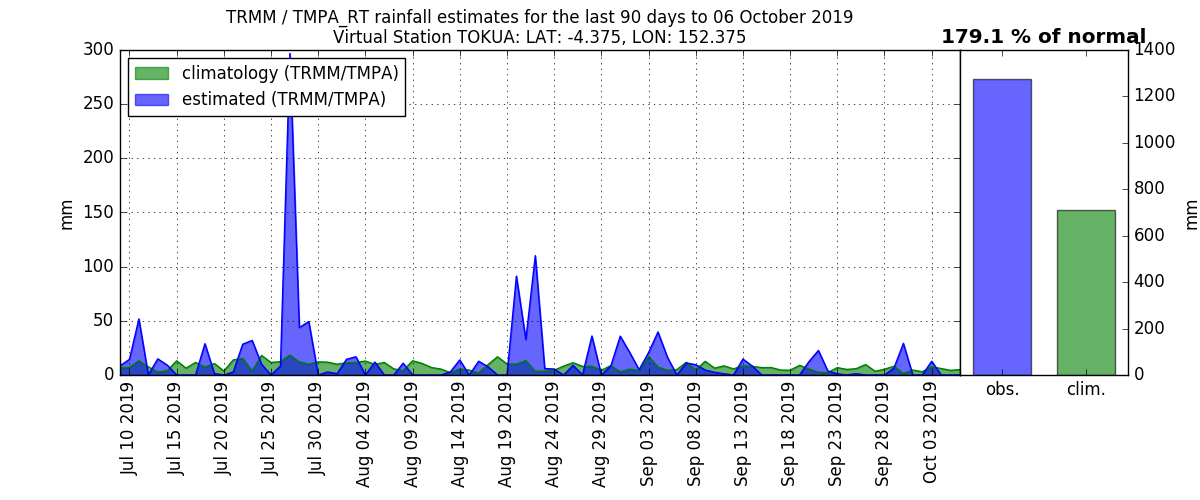 TRMM / TMPA_RT rainfall estimates for the last 90 days to 06 October 2019
Virtual Station TOKUA: LAT: -4.375, LON: 152.375
179.1 % of normal
climatology (TRMM/TMPA)
estimated (TRMM/TMPA)
300
250
200
150
100
50
0
mm
Jul 10 2019
Jul 15 2019
Jul 20 2019
Jul 25 2019
Jul 30 2019
Aug 04 2019
Aug 09 2019
Aug 14 2019
Aug 19 2019
Aug 24 2019
Aug 29 2019
Sep 03 2019
Sep 08 2019
Sep 13 2019
Sep 18 2019
Sep 23 2019
Sep 28 2019
Oct 03 2019
1400
1200
1000
800
600
400
200
0
mm
obs.
clim.